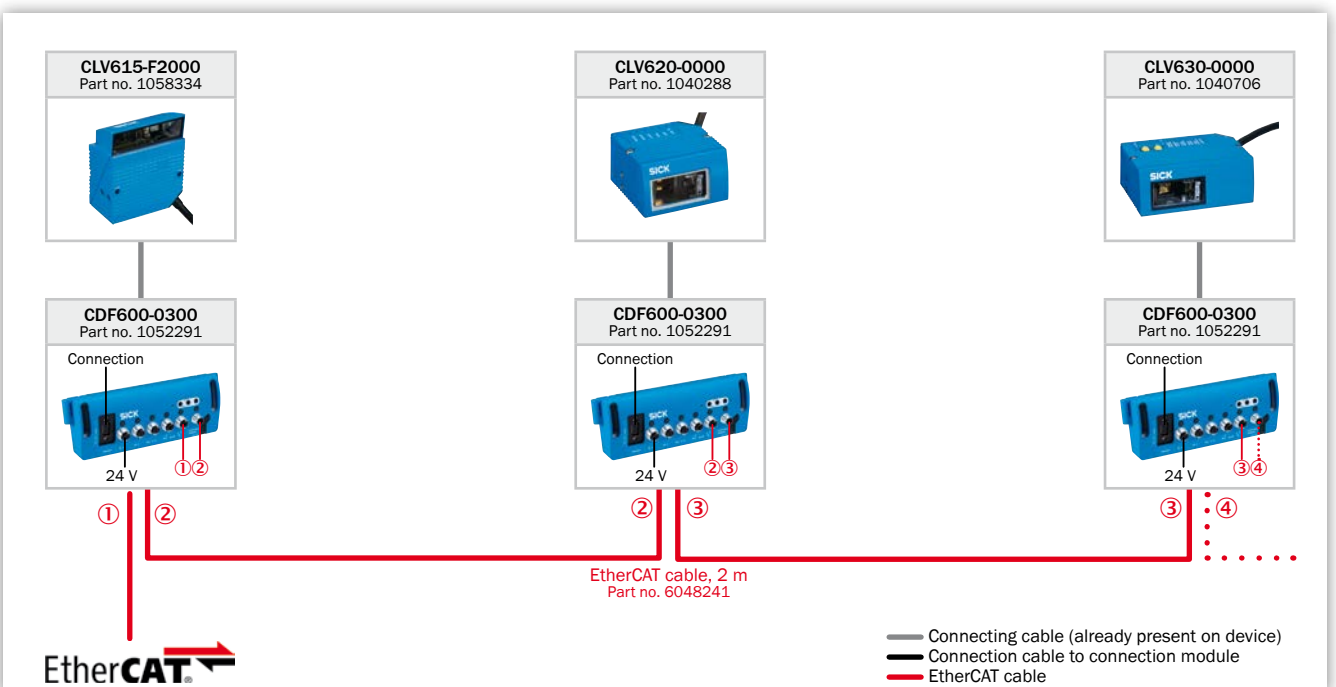 CLV615-F2000
Part no. 1058334
CLV620-0000
Part no. 1040288
CLV630-0000
Part no. 1040706
SICK
SICK
CDF600-0300
Part no. 1052291
CDF600-0300
Part no. 1052291
CDF600-0300
Part no. 1052291
Connection
Connection
Connection
SICK
SICK
SICK
24 V
①②
24 V
②③
24 V
③④
① ②
② ③
③ ④
EtherCAT cable, 2 m
Part no. 6048241
EtherCAT®
Connecting cable (already present on device)
Connection cable to connection module
EtherCAT cable